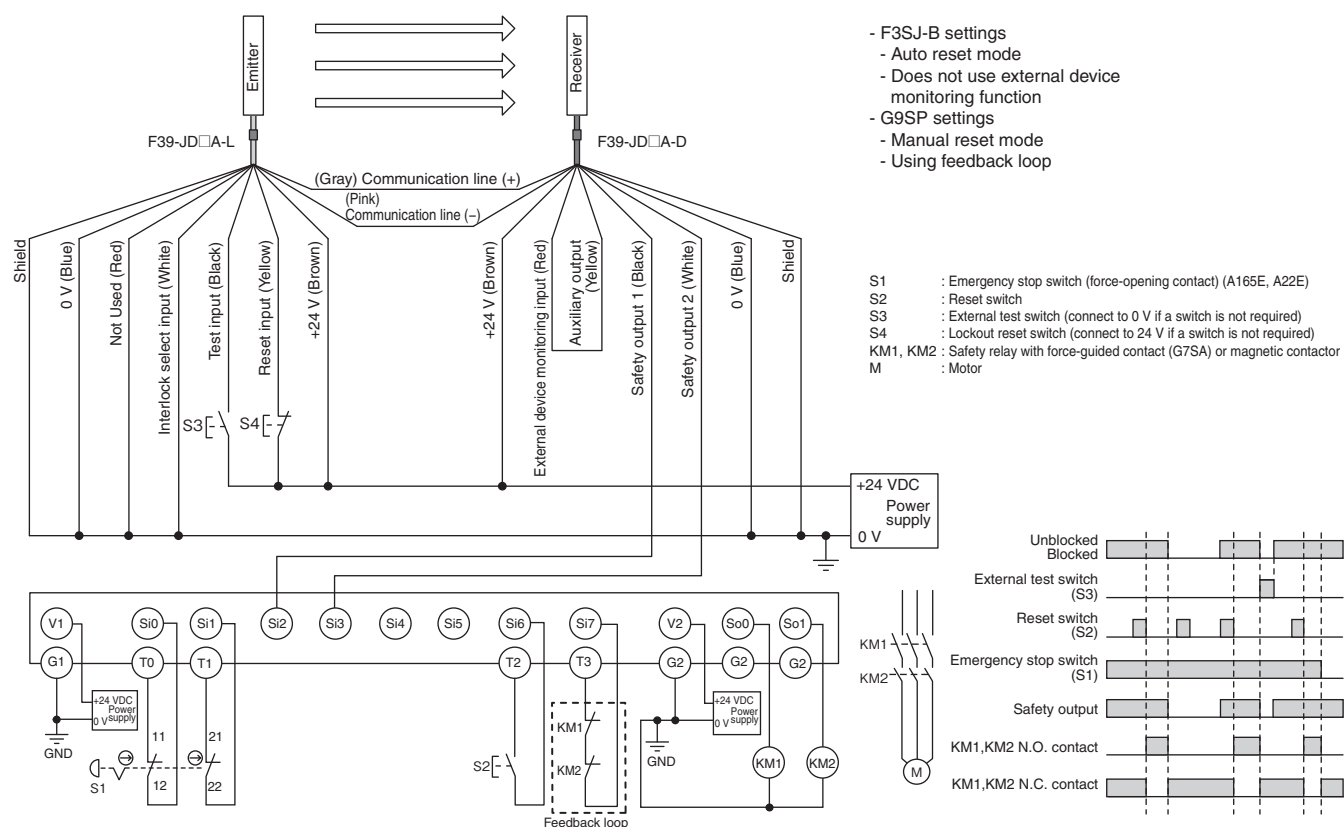 Emitter
Receiver
F39-JD□A-L
F39-JD□A-D
(Gray) Communication line (+)
(Pink)
Communication line (−)
Shield
0 V (Blue)
Not Used (Red)
Interlock select input (White)
Test input (Black)
Reset input (Yellow)
+24 V (Brown)
+24 V (Brown)
External device monitoring input (Red)
Auxiliary output
(Yellow)
Safety output 1 (Black)
Safety output 2 (White)
0 V (Blue)
Shield
S3
S4
+24 VDC
Power
supply
0 V
- F3SJ-B settings
- Auto reset mode
- Does not use external device
monitoring function
- G9SP settings
- Manual reset mode
- Using feedback loop
S1 : Emergency stop switch (force-opening contact) (A165E, A22E)
S2 : Reset switch
S3 : External test switch (connect to 0 V if a switch is not required)
S4 : Lockout reset switch (connect to 24 V if a switch is not required)
KM1, KM2 : Safety relay with force-guided contact (G7SA) or magnetic contactor
M : Motor
V1 Si0 Si1 Si2 Si3 Si4 Si5 Si6 Si7 V2 So0 So1
G1 T0 T1 T2 T3 G2 G2 G2
+24 VDC
Power
0 V supply
GND
11 21
12 22
S1
S2
KM1
KM2
Feedback loop
+24 VDC
Power
0 V supply
GND
KM1 KM2
KM1
KM2
M
Unblocked
Blocked
External test switch
(S3)
Reset switch
(S2)
Emergency stop switch
(S1)
Safety output
KM1,KM2 N.O. contact
KM1,KM2 N.C. contact